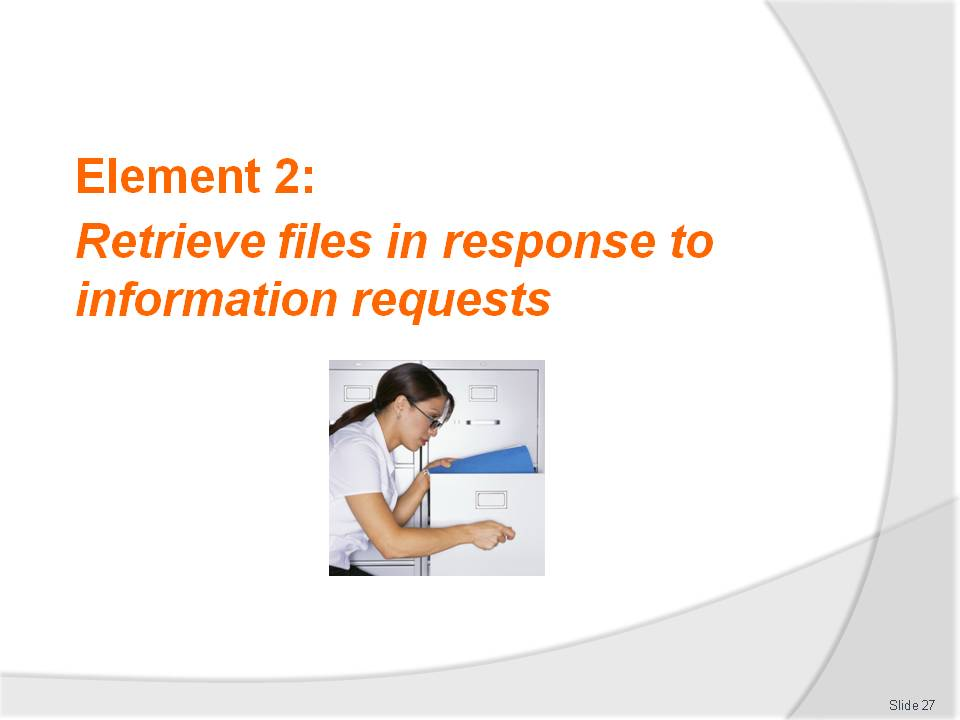 Element 2:
Retrieve files in response to
information requests
Slide 27